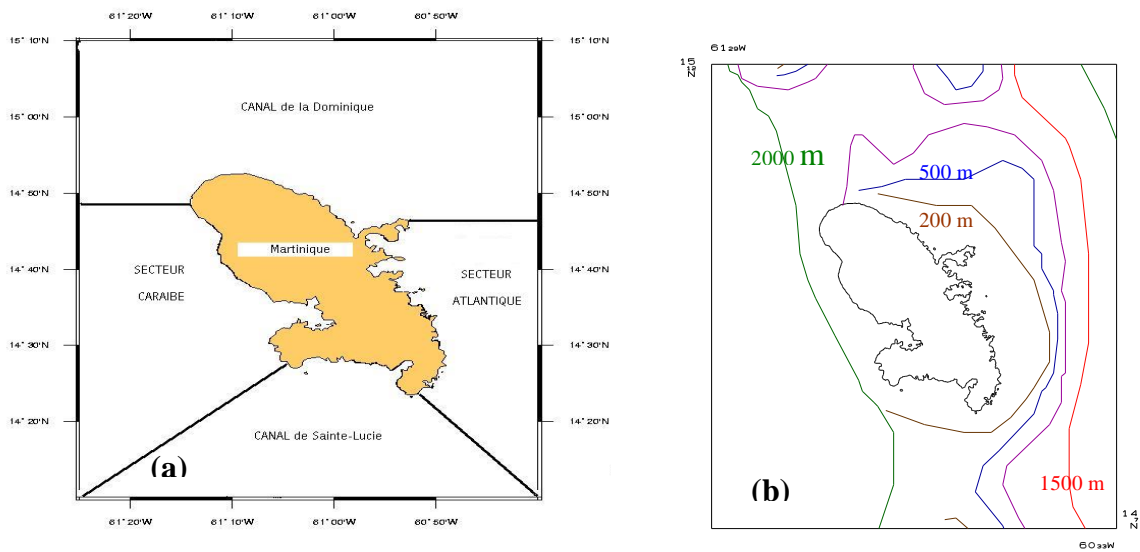 61°20'W 61°10'W 61°00'W 60°50'W
15°10'N 15°10'N
CANAL de la Dominique
15°00'N 15°00'N
14°50'N 14°50'N
Martinique
14°40'N 14°40'N
SECTEUR
CARAIBE
SECTEUR
ATLANTIQUE
14°30'N 14°30'N
14°20'N 14°20'N
CANAL de Sainte-Lucie
(a)
61°20'W 61°10'W 61°00'W 60°50'W
2000 m
500 m
200 m
1500 m
(b)